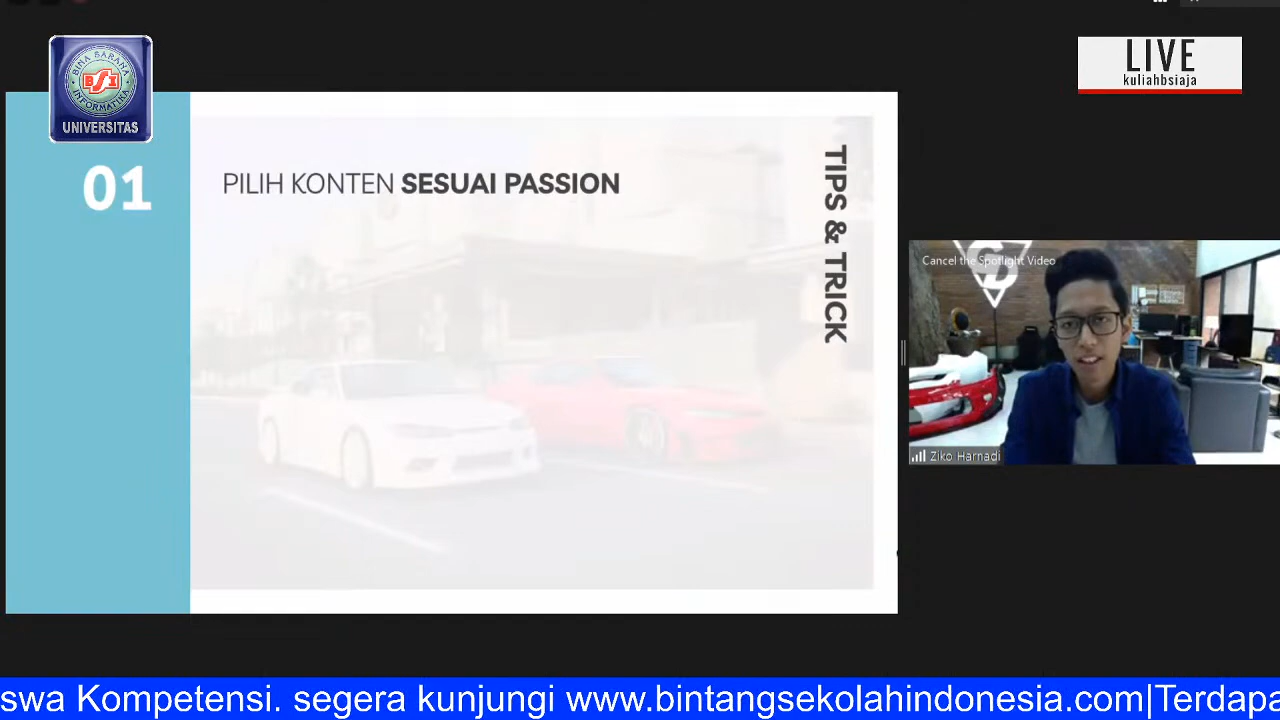 BINA SARANA
BSI
INFORMATIKA
UNIVERSITAS
LIVE
kuliahbsiaja
01
PILIH KONTEN SESUAI PASSION
TIPS & TRICK
Cancel the Spotlight Video
Ziko Harnadi
swa Kompetensi. segera kunjungi www.bintangsekolahindonesia.com|Terdapa